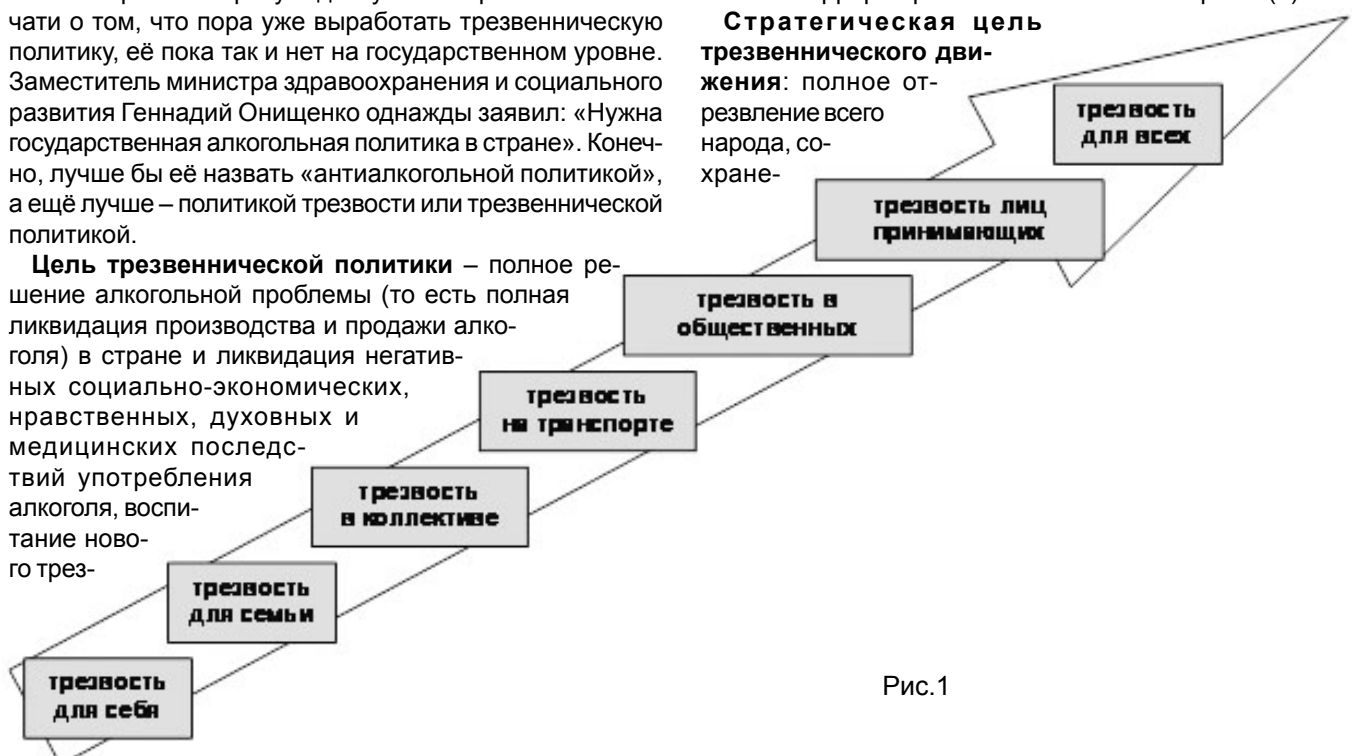 чати о том, что пора уже выработать трезвенническую
политику, её пока так и нет на государственном уровне.
Заместитель министра здравоохранения и социального
развития Геннадий Онищенко однажды заявил: «Нужна
государственная алкогольная политика в стране». Конеч-
но, лучше бы её назвать «антиалкогольной политикой»,
а ещё лучше – политикой трезвости или трезвеннической
политикой.
Цель трезвеннической политики – полное ре-
шение алкогольной проблемы (то есть полная
ликвидация производства и продажи алко-
голя) в стране и ликвидация негатив-
ных социально-экономических,
нравственных, духовных и
медицинских последс-
твий употребления
алкоголя, воспи-
тание ново-
го трез-
Стратегическая цель
трезвеннического дви-
жения: полное от-
резвление всего
народа, со-
хране-
трезвость
для всех
трезвость лиц
принимающих
трезвость в
общественных
трезвость
на транспорте
трезвость
в коллективе
трезвость
для семьи
трезвость
для себя
Рис.1